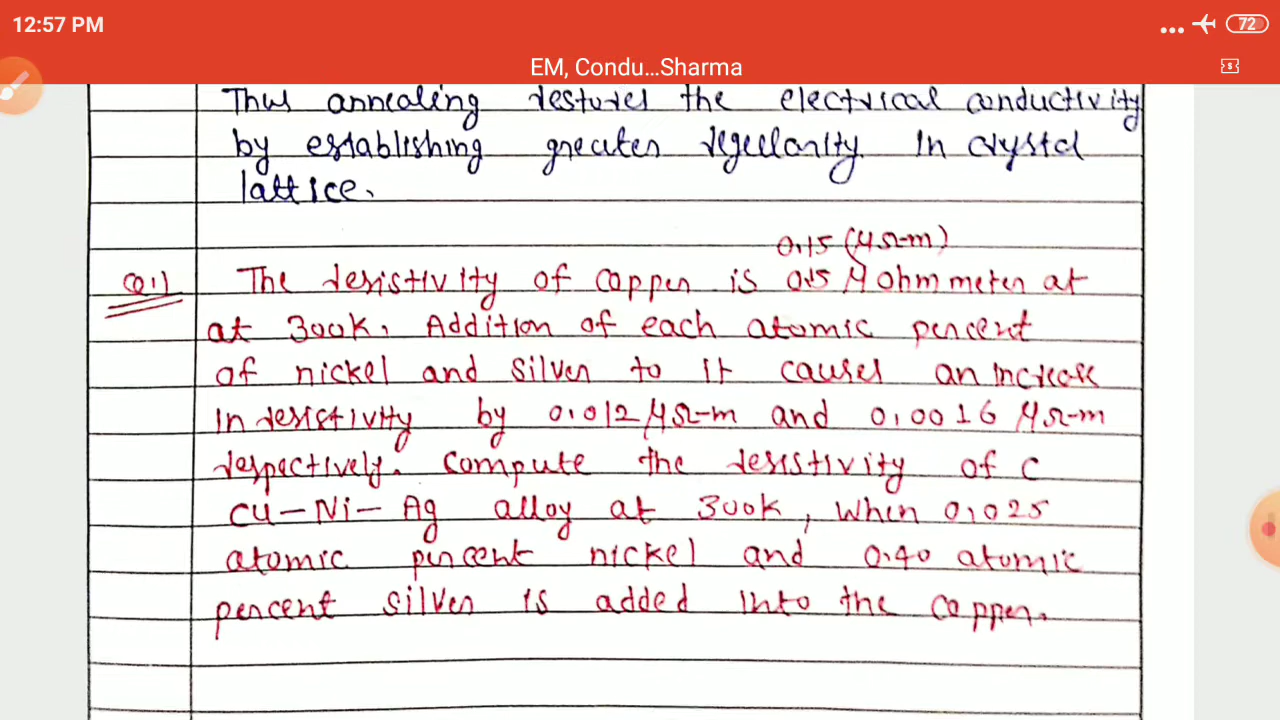 12:57 PM
72
EM, Condu...Sharma
Thus annealing restores the electrical conductivity
by establishing greater regularity in crystal
lattice.
0.15 (μΩ-m)
Q.1) The resistivity of copper is 0.15 μ ohm meter at
at 300K. Addition of each atomic percent
of nickel and silver to it causes an increase
in resistivity by 0.012 μΩ-m and 0.0016 μΩ-m
respectively. Compute the resistivity of C
Cu-Ni-Ag alloy at 300K, when 0.025
atomic percent nickel and 0.40 atomic
percent silver is added into the copper.